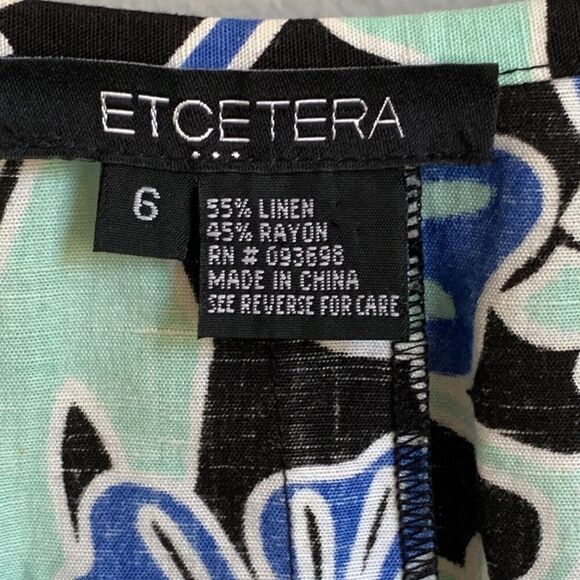 ETCETERA
...
6
55% LINEN
45% RAYON
RN # 093698
MADE IN CHINA
SEE REVERSE FOR CARE